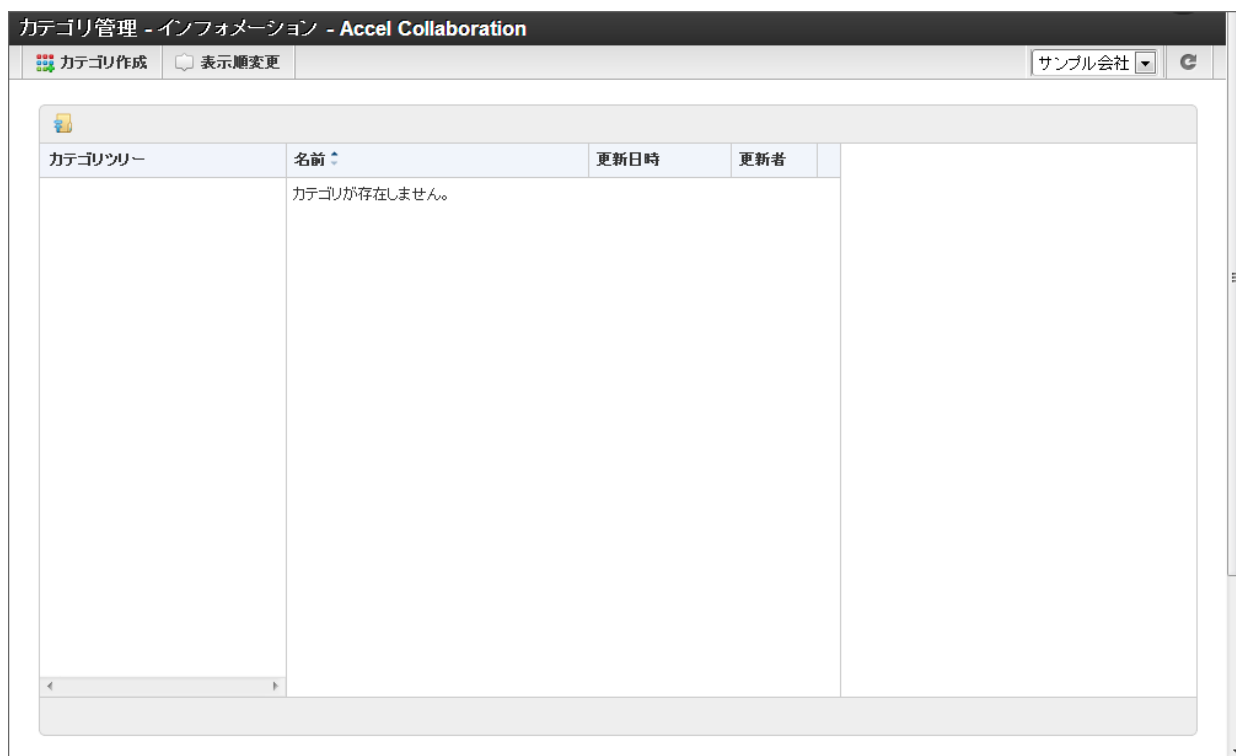 カテゴリ管理 - インフォメーション - Accel Collaboration
カテゴリ作成 表示順変更 サンプル会社
カテゴリツリー 名前 更新日時 更新者
カテゴリが存在しません。